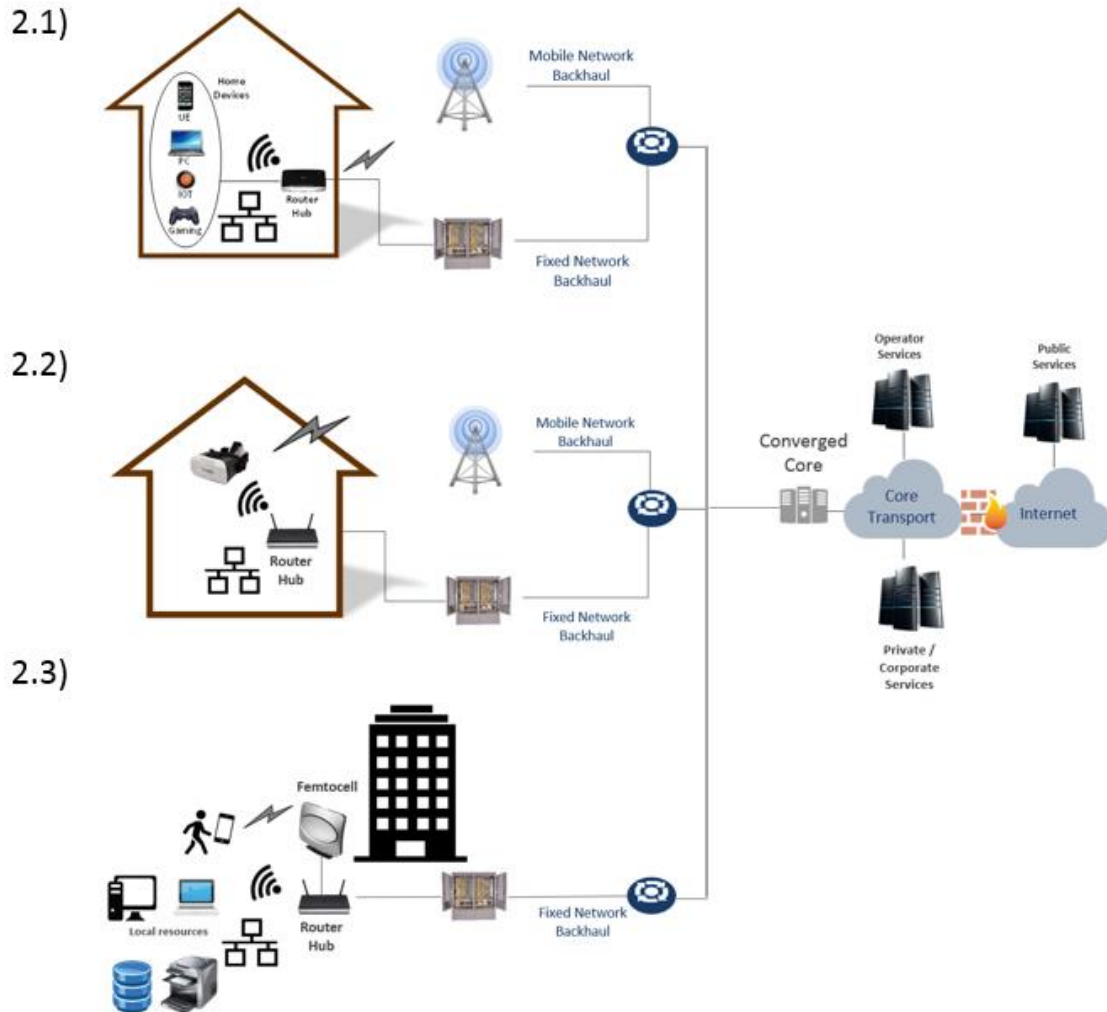 2.1)
Home
Devices
UE
PC
IOT
Gaming
Router
Hub
Mobile Network
Backhaul
Fixed Network
Backhaul
2.2)
Router
Hub
Mobile Network
Backhaul
Fixed Network
Backhaul
Operator
Services
Public
Services
Converged
Core
Core
Transport
Internet
Private /
Corporate
Services
2.3)
Femtocell
Local resources
Router
Hub
Fixed Network
Backhaul